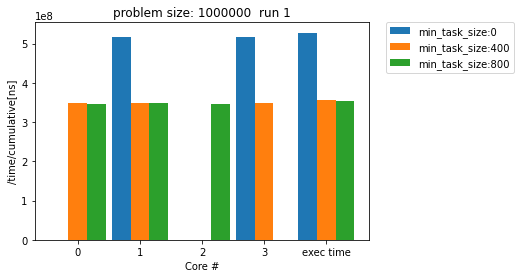 problem size: 1000000  run 1
1e8
min_task_size:0
min_task_size:400
min_task_size:800
/time/cumulative[ns]
5
4
3
2
1
0
0 1 2 3 exec time
Core #